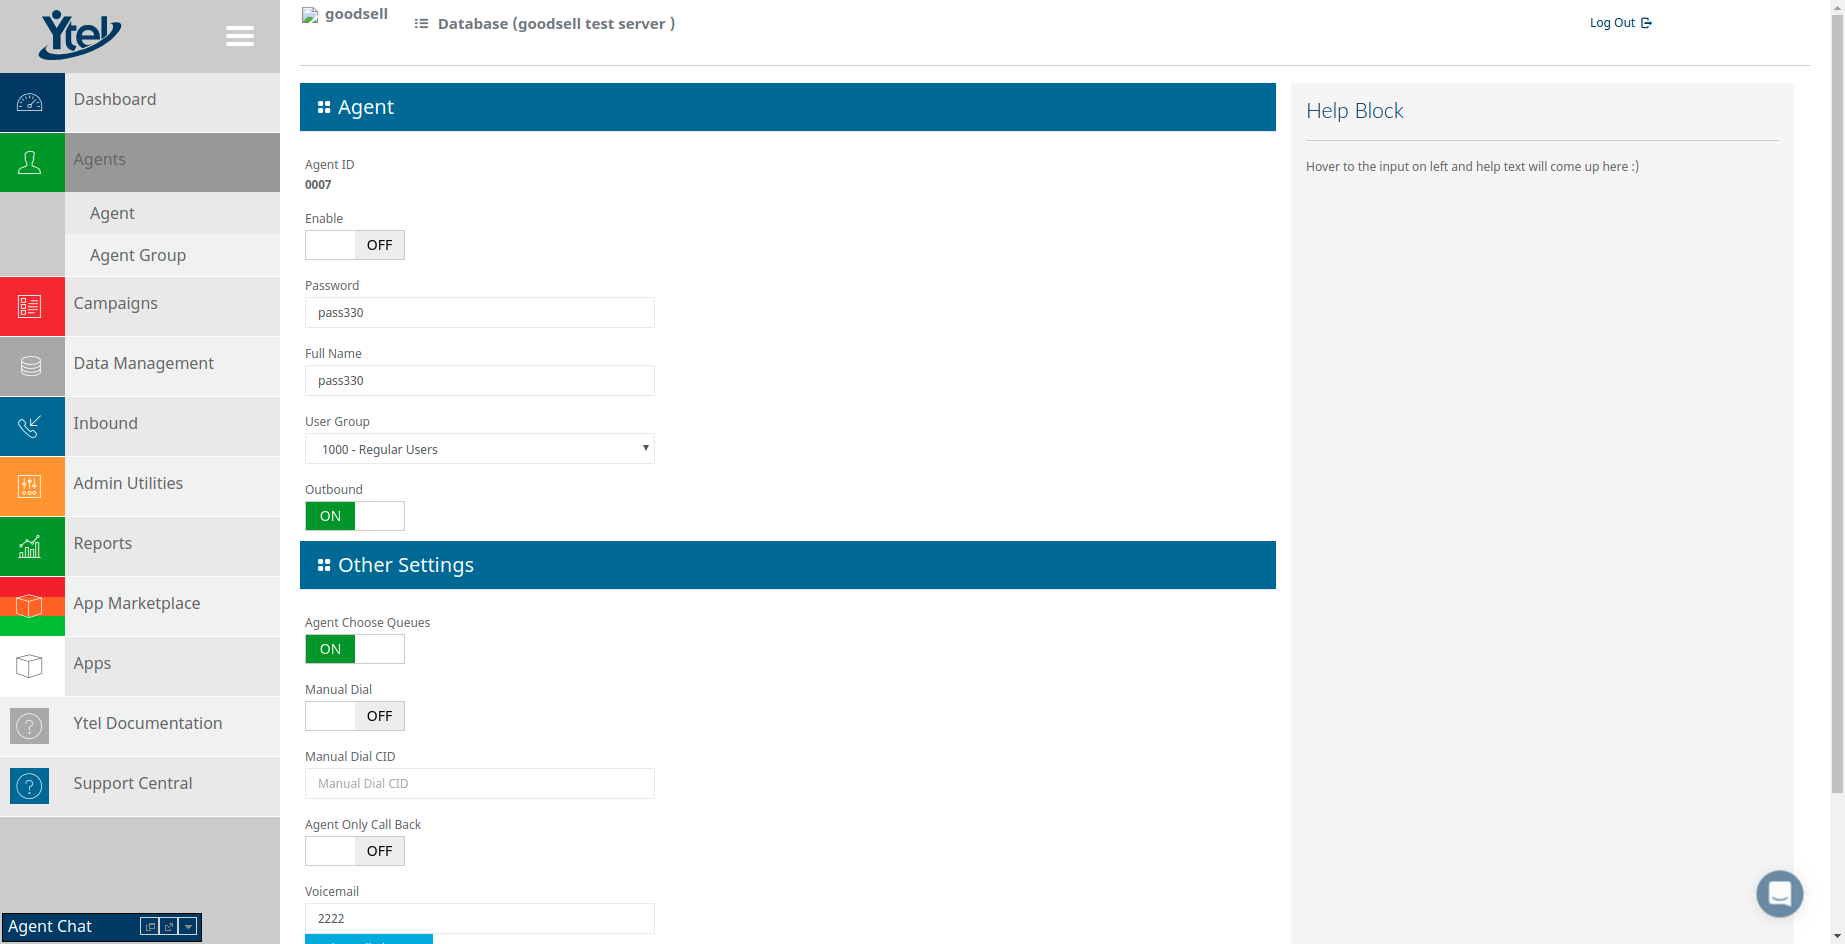 Ytel
goodsell
Database (goodsell test server )
Log Out
Dashboard
Agents
Agent
Agent Group
Campaigns
Data Management
Inbound
Admin Utilities
Reports
App Marketplace
Apps
Ytel Documentation
Support Central
Agent Chat
Agent
Agent ID
0007
Enable
OFF
Password
pass330
Full Name
pass330
User Group
1000 - Regular Users
Outbound
ON
Other Settings
Agent Choose Queues
ON
Manual Dial
OFF
Manual Dial CID
Manual Dial CID
Agent Only Call Back
OFF
Voicemail
2222
Help Block
Hover to the input on left and help text will come up here :)